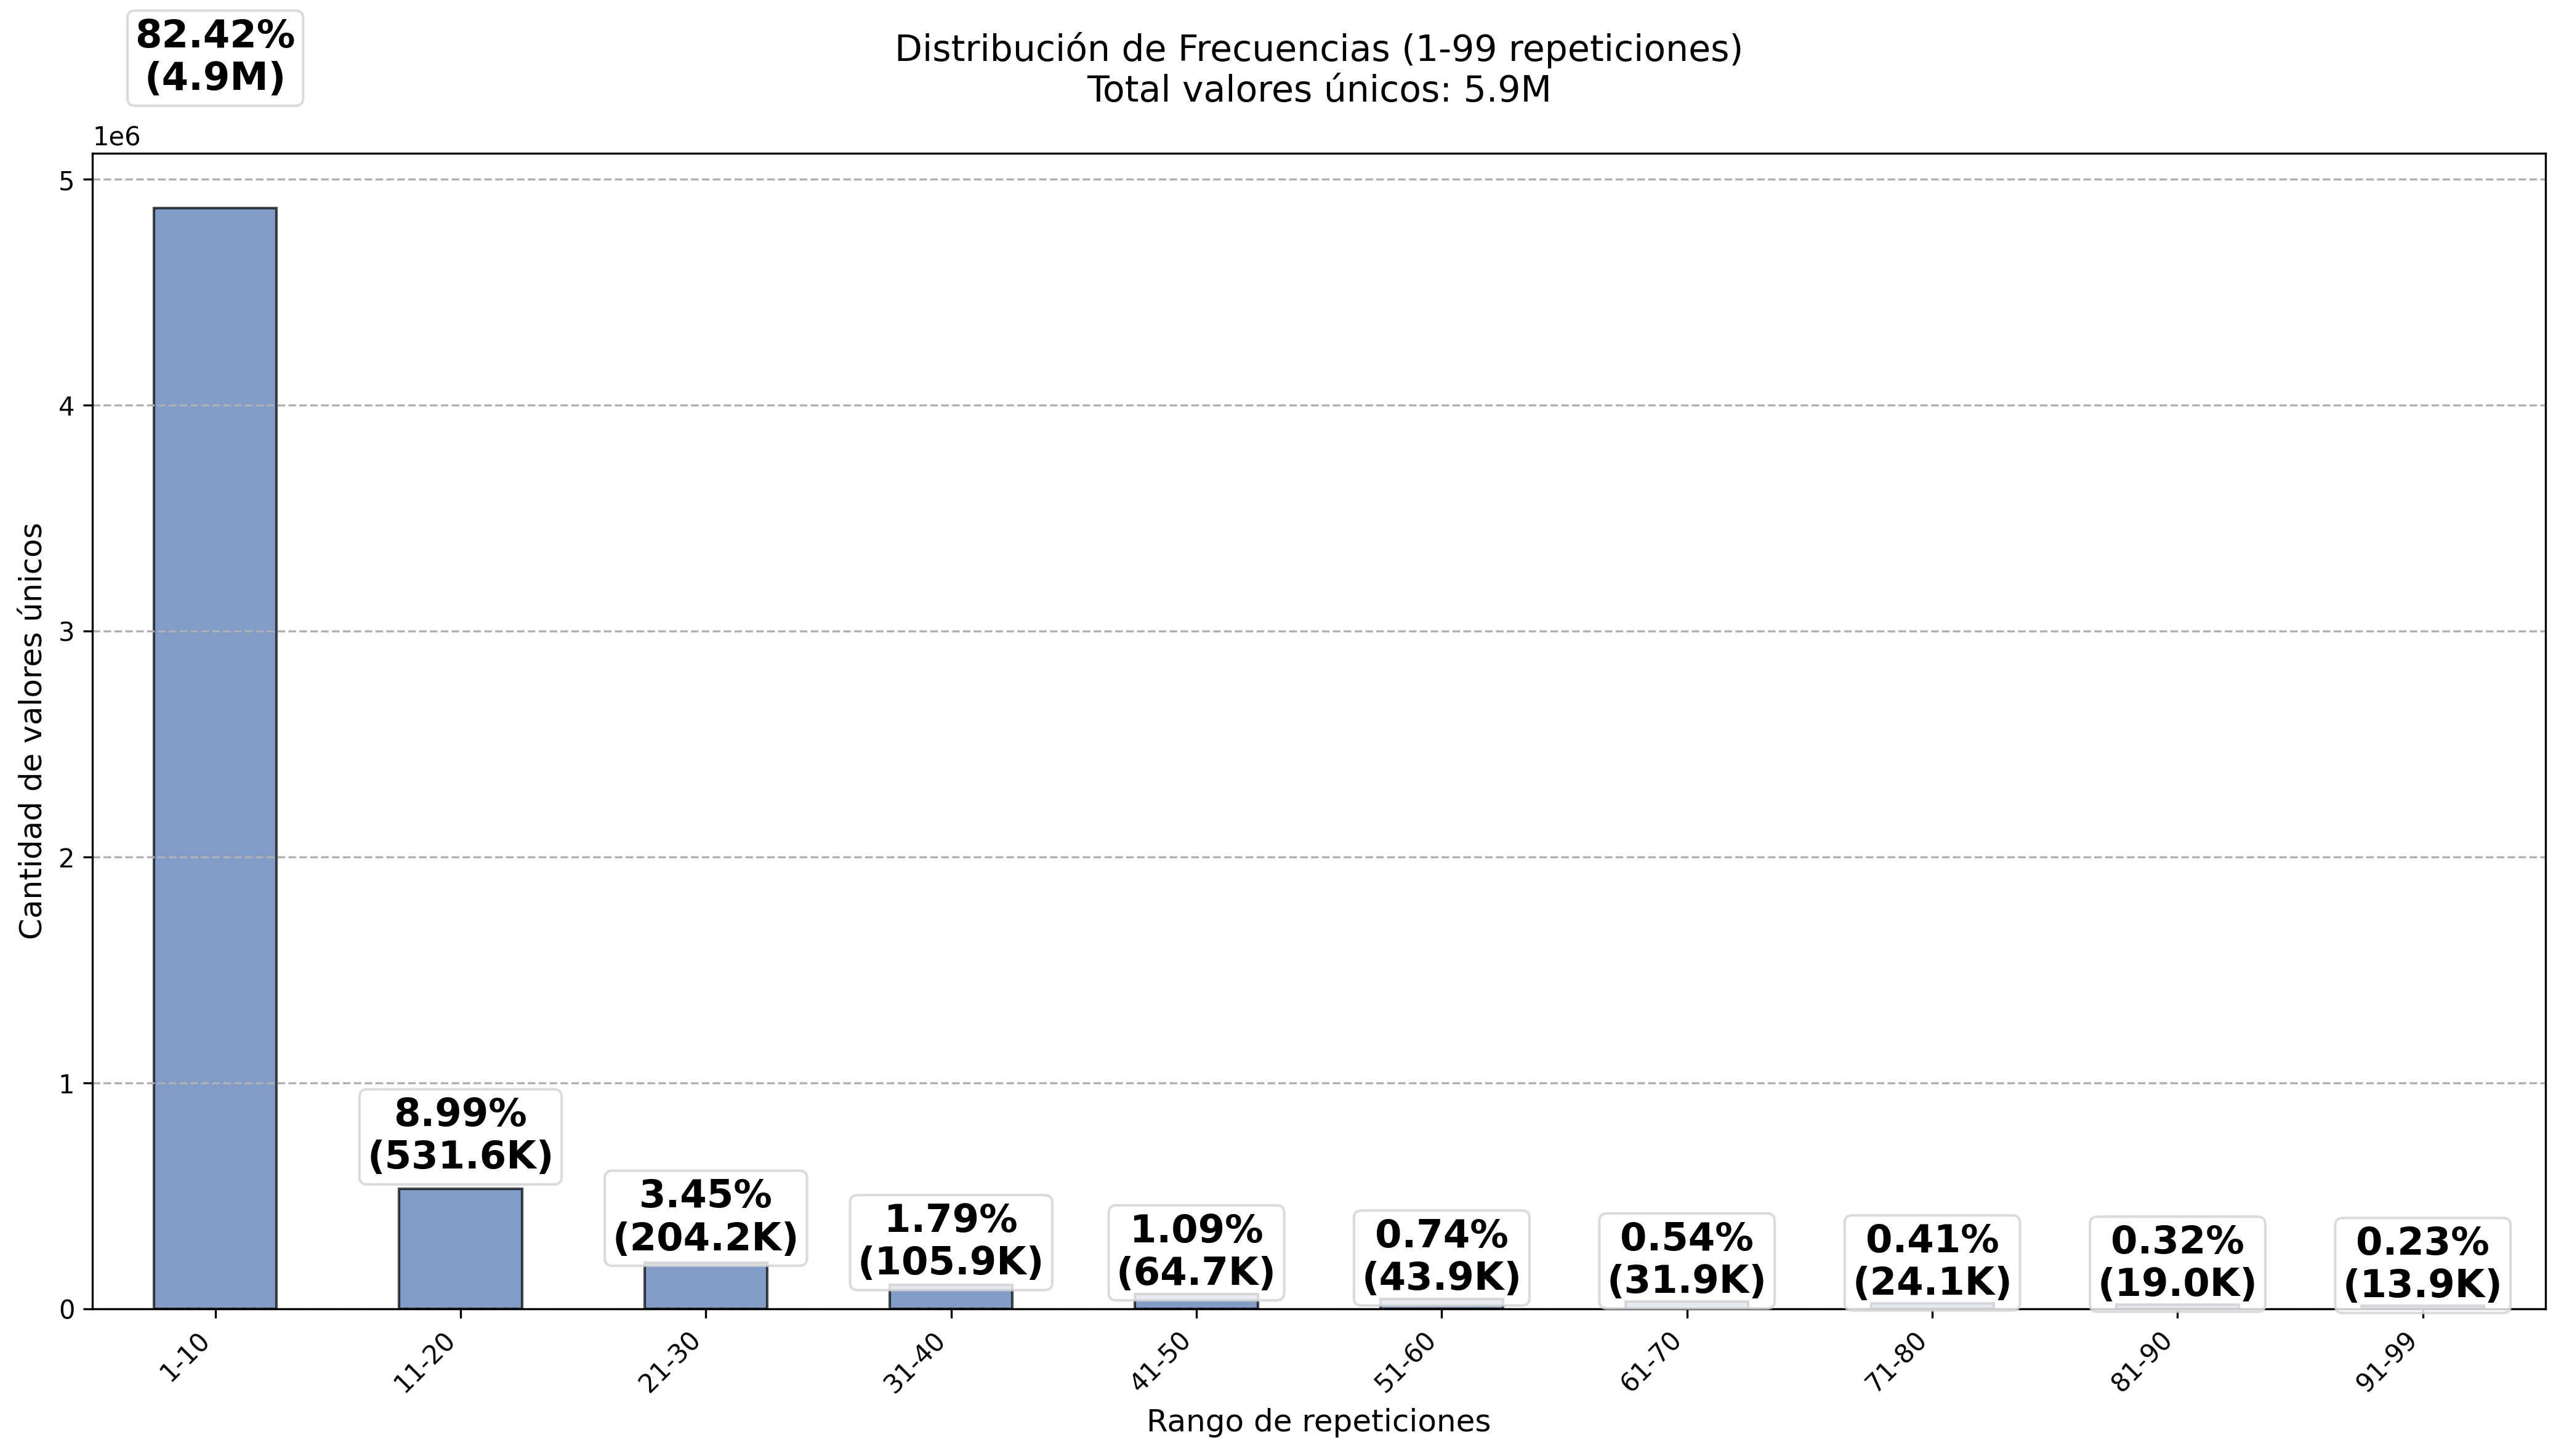 82.42%
(4.9M)
Distribución de Frecuencias (1-99 repeticiones)
Total valores únicos: 5.9M
1e6
5
4
3
2
1
0
Cantidad de valores únicos
8.99%
(531.6K)
3.45%
(204.2K)
1.79%
(105.9K)
1.09%
(64.7K)
0.74%
(43.9K)
0.54%
(31.9K)
0.41%
(24.1K)
0.32%
(19.0K)
0.23%
(13.9K)
1-10
11-20
21-30
31-40
41-50
51-60
61-70
71-80
81-90
91-99
Rango de repeticiones